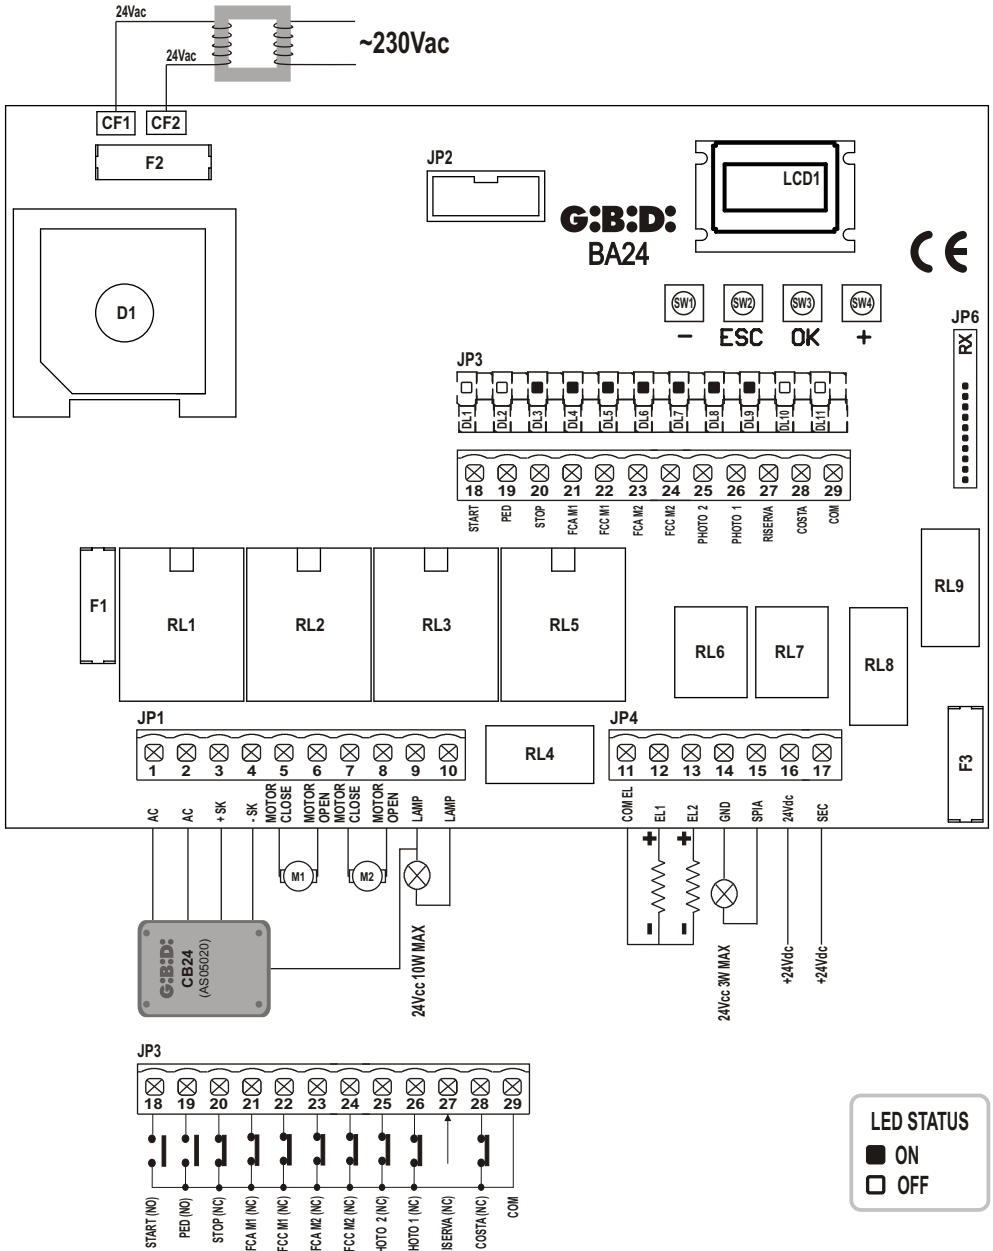 24Vac
24Vac
~230Vac
CF1
CF2
F2
JP2
LCD1
G:B:D:
BA24
D1
SW1
SW2
SW3
SW4
-
ESC
OK
+
JP6
RX
JP3
DL1
DL2
DL3
DL4
DL5
DL6
DL7
DL8
DL9
DL10
DL11
18 19 20 21 22 23 24 25 26 27 28 29
START
PED
STOP
FCA M1
FCC M1
FCA M2
FCC M2
PHOTO 2
PHOTO 1
RISERVA
COSTA
COM
F1
RL1
RL2
RL3
RL5
RL6
RL7
RL8
RL9
JP1
RL4
JP4
F3
1 2 3 4 5 6 7 8 9 10
11 12 13 14 15 16 17
AC
AC
+ SK
- SK
MOTOR CLOSE
MOTOR OPEN
MOTOR CLOSE
MOTOR OPEN
LAMP
LAMP
COM EL
EL1
EL2
GND
SPIA
24Vdc
SEC
M1
M2
+
+
-
-
G:B:D:
CB24
(AS05020)
24Vcc 10W MAX
24Vcc 3W MAX
+24Vdc
+24Vdc
JP3
18 19 20 21 22 23 24 25 26 27 28 29
START (NO)
PED (NO)
STOP (NC)
FCA M1 (NC)
FCC M1 (NC)
FCA M2 (NC)
FCC M2 (NC)
HOTO 2 (NC)
HOTO 1 (NC)
ISERVA (NC)
COSTA (NC)
COM
LED STATUS
ON
OFF